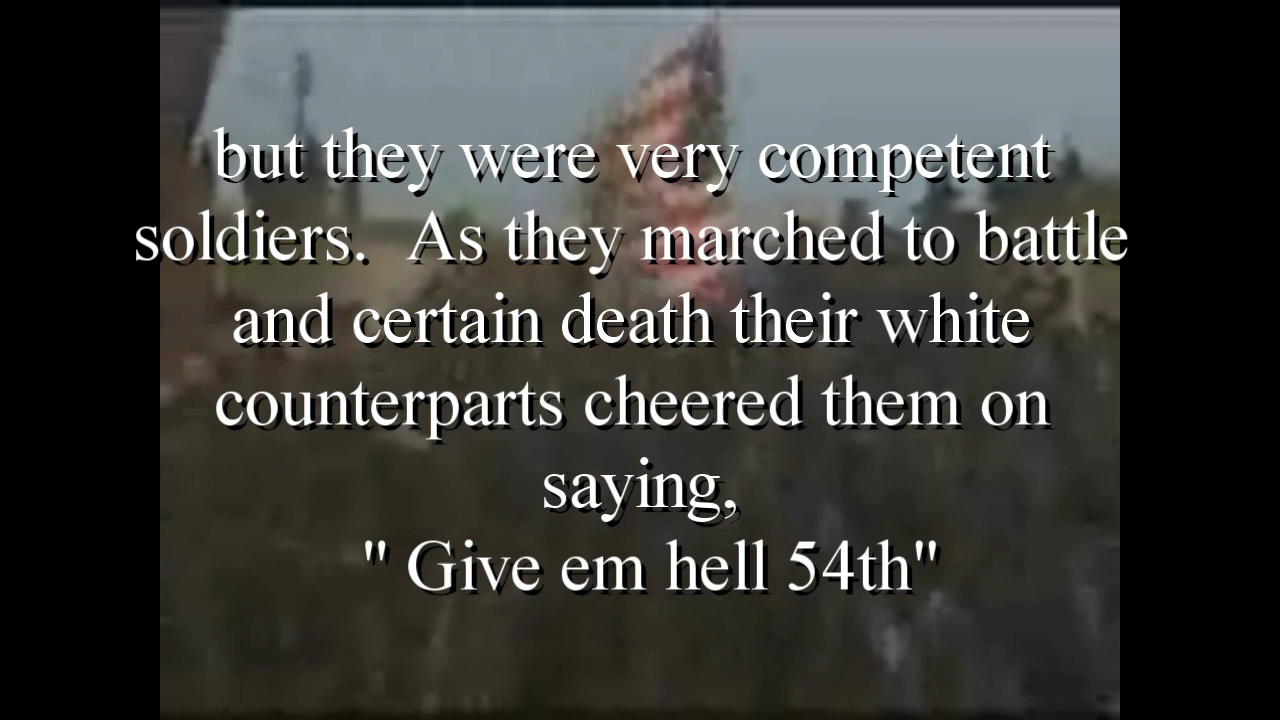 but they were very competent
soldiers.  As they marched to battle
and certain death their white
counterparts cheered them on
saying,
" Give em hell 54th"